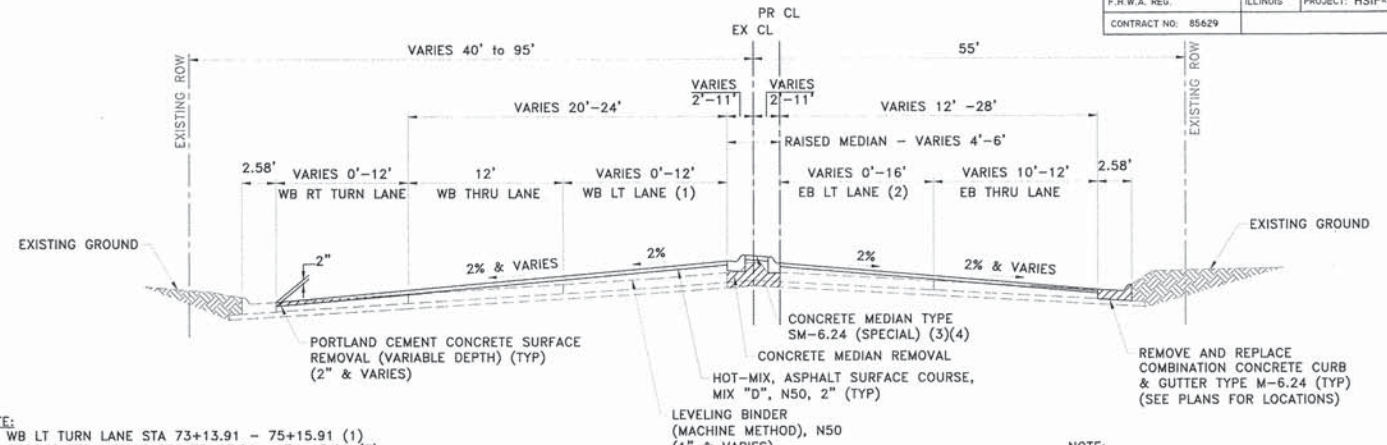 F.H.W.A. REG. ILLINOIS PROJECT:
CONTRACT NO: 85629
PR CL
EX CL
VARIES 40' to 95'
55'
EXISTING ROW
EXISTING ROW
VARIES
2'-11'
VARIES
2'-11'
VARIES 20'-24'
VARIES 12' -28'
RAISED MEDIAN - VARIES 4'-6'
2.58'
VARIES 0'-12'
WB RT TURN LANE
12'
WB THRU LANE
VARIES 0'-12'
WB LT LANE (1)
VARIES 0'-16'
EB LT LANE (2)
VARIES 10'-12'
EB THRU LANE
2.58'
EXISTING GROUND
EXISTING GROUND
2"
2% & VARIES
2%
2%
2% & VARIES
PORTLAND CEMENT CONCRETE SURFACE
REMOVAL (VARIABLE DEPTH) (TYP)
(2" & VARIES)
CONCRETE MEDIAN TYPE
SM-6.24 (SPECIAL) (3)(4)
CONCRETE MEDIAN REMOVAL
HOT-MIX, ASPHALT SURFACE COURSE,
MIX "D", N50, 2" (TYP)
LEVELING BINDER
(MACHINE METHOD), N50
REMOVE AND REPLACE
COMBINATION CONCRETE CURB
& GUTTER TYPE M-6.24 (TYP)
(SEE PLANS FOR LOCATIONS)
WB LT TURN LANE STA 73+13.91 - 75+15.91 (1)
NOTE: